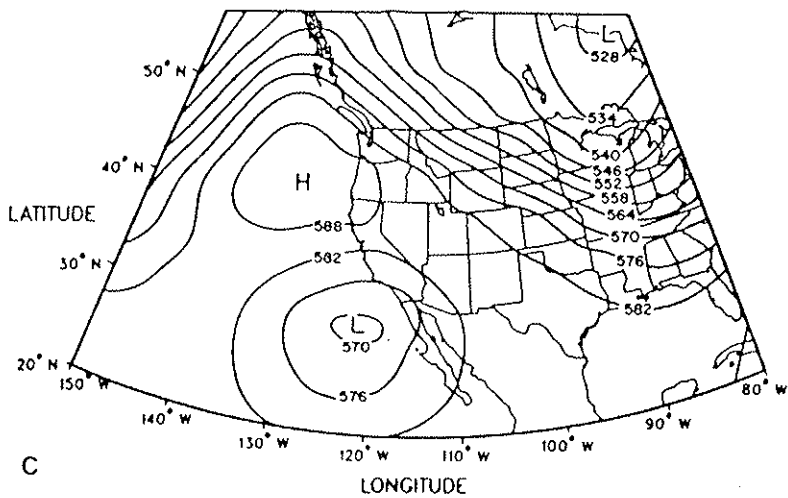 L
528
50° N
534
540
40° N
546
552
H
558
LATITUDE
564
588
570
576
30° N
582
582
L
570
20° N
576
150° W
80° W
140° W
90° W
130° W
100° W
120° W
110° W
C
LONGITUDE